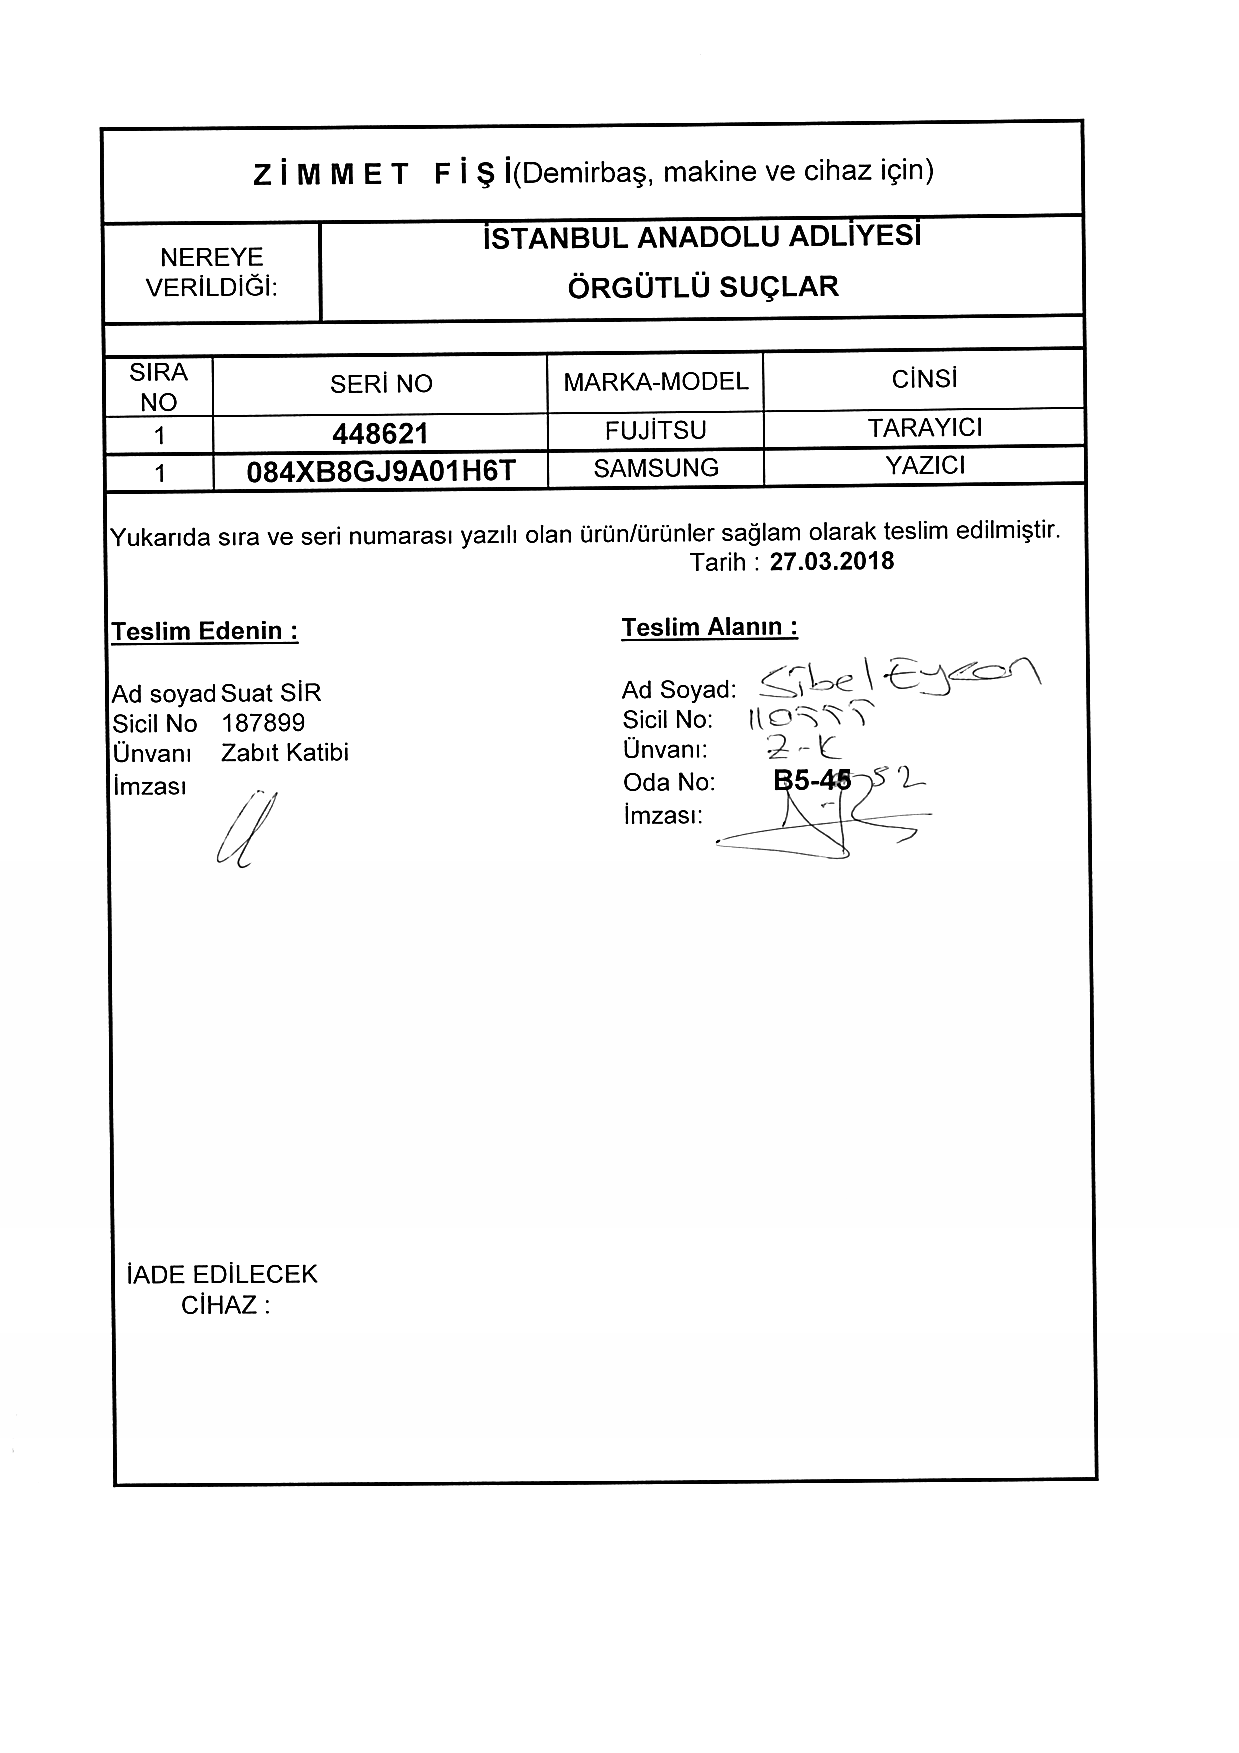 ZİMMET FİŞİ(Demirbaş, makine ve cihaz için)
NEREYE VERİLDİĞİ:
İSTANBUL ANADOLU ADLİYESİ
ÖRGÜTLÜ SUÇLAR
SIRA NO SERİ NO MARKA-MODEL CİNSİ
1 448621 FUJİTSU TARAYICI
1 084XB8GJ9A01H6T SAMSUNG YAZICI
Yukarıda sıra ve seri numarası yazılı olan ürün/ürünler sağlam olarak teslim edilmiştir.
Tarih : 27.03.2018
Teslim Edenin :
Ad soyad Suat SİR
Sicil No 187899
Ünvanı Zabıt Katibi
İmzası
Teslim Alanın :
Ad Soyad: Sibel
Sicil No:
Ünvanı: Z-K
Oda No: B5-45 52
İmzası:
İADE EDİLECEK
CİHAZ :